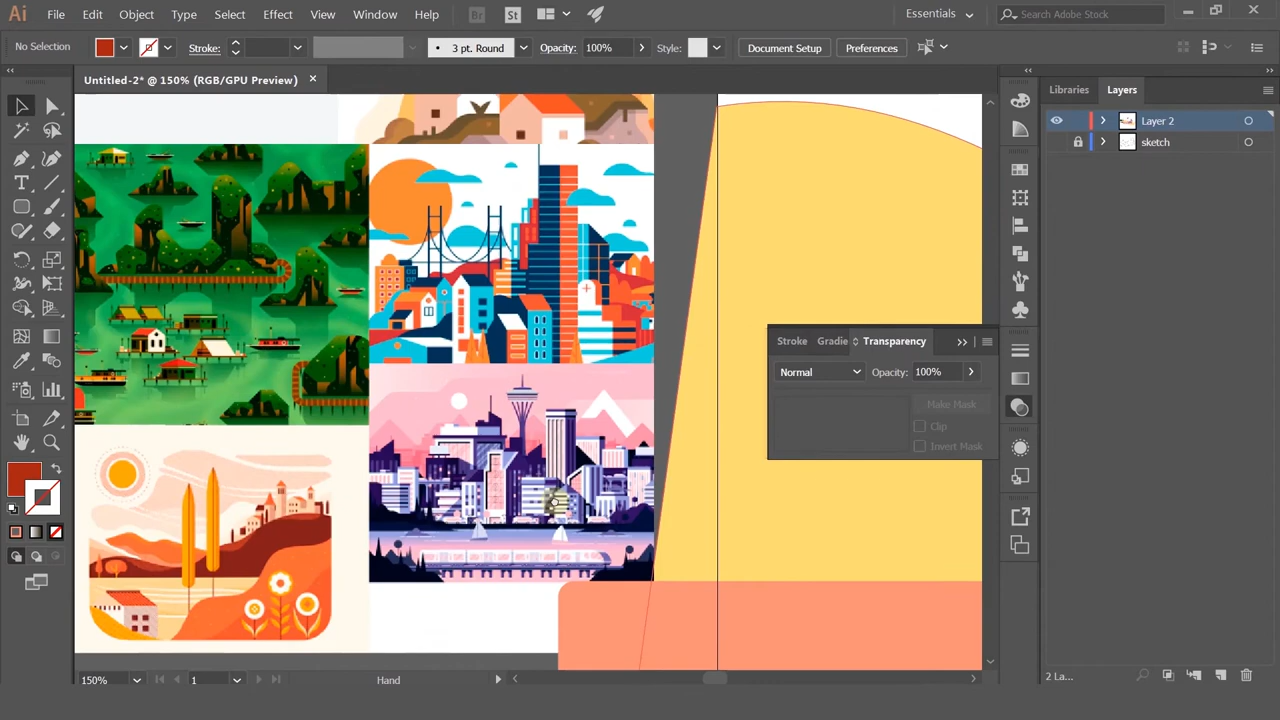 Ai File Edit Object Type Select Effect View Window Help Br St Essentials Search Adobe Stock
No Selection Stroke: 3 pt. Round Opacity: 100% Style: Document Setup Preferences
Untitled-2* @ 150% (RGB/GPU Preview)
Libraries Layers
Layer 2
sketch
Stroke Gradie Transparency
Normal Opacity: 100%
Make Mask
Clip
Invert Mask
150% 1 Hand
2 La...